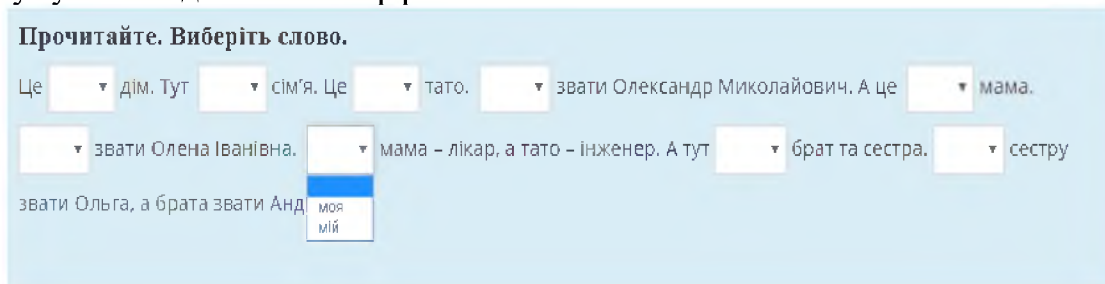 Прочитайте. Виберіть слово.
Це дім. Тут сім'я. Це тато. звати Олександр Миколайович. А це мама.
звати Олена Іванівна. мама – лікар, а тато – інженер. А тут брат та сестра. сестру
звати Ольга, а брата звати Анд
моя
мій